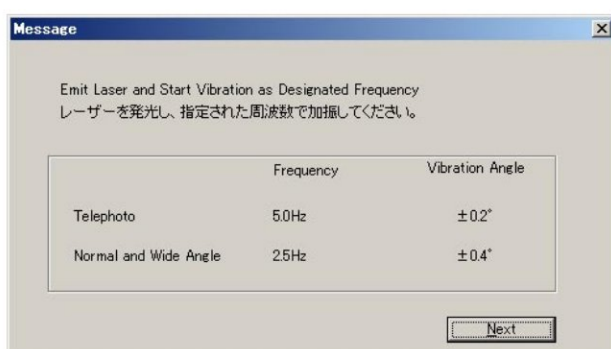 Message
Emit Laser and Start Vibration as Designated Frequency
レーザーを発光し、指定された周波数で加振してください。
Frequency Vibration Angle
Telephoto 5.0Hz ±0.2°
Normal and Wide Angle 2.5Hz ±0.4°
Next